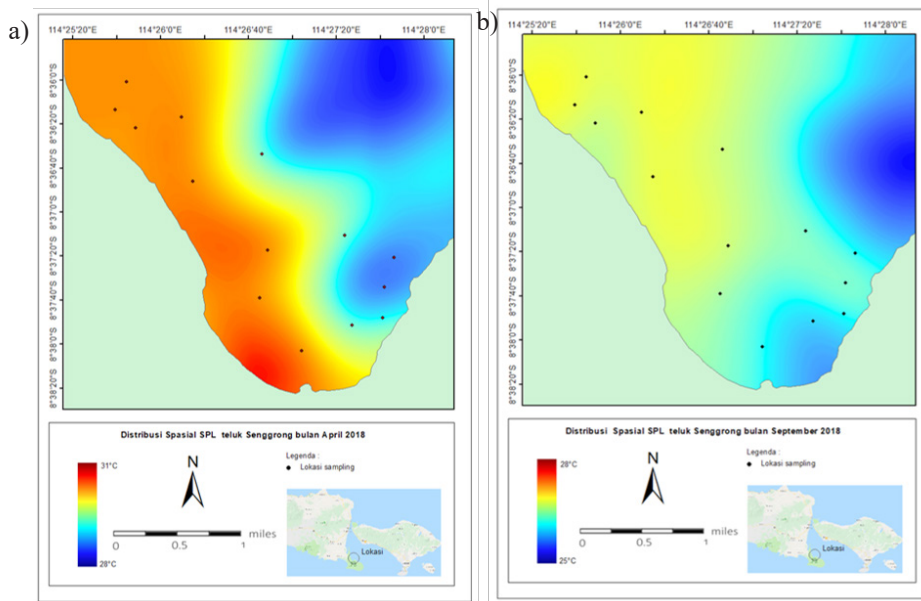 a)
114°25'20"E 114°26'0"E 114°26'40"E 114°27'20"E 114°28'0"E
8°36'0"S
8°36'20"S
8°36'40"S
8°37'0"S
8°37'20"S
8°37'40"S
8°38'0"S
8°38'20"S
Distribusi Spasial SPL teluk Senggrong bulan April 2018
31°C
28°C
N
0 0.5 1 miles
Legenda :
Lokasi sampling
Lokasi
b)
114°25'20"E 114°26'0"E 114°26'40"E 114°27'20"E 114°28'0"E
8°36'0"S
8°36'20"S
8°36'40"S
8°37'0"S
8°37'20"S
8°37'40"S
8°38'0"S
8°38'20"S
Distribusi Spasial SPL teluk Senggrong bulan September 2018
28°C
25°C
N
0 0.5 1 miles
Legenda :
Lokasi sampling
Lokasi